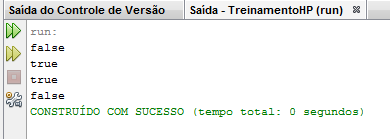 Saída do Controle de Versão
Saída - TreinamentoHP (run)
run:
false
true
true
false
CONSTRUÍDO COM SUCESSO (tempo total: 0 segundos)